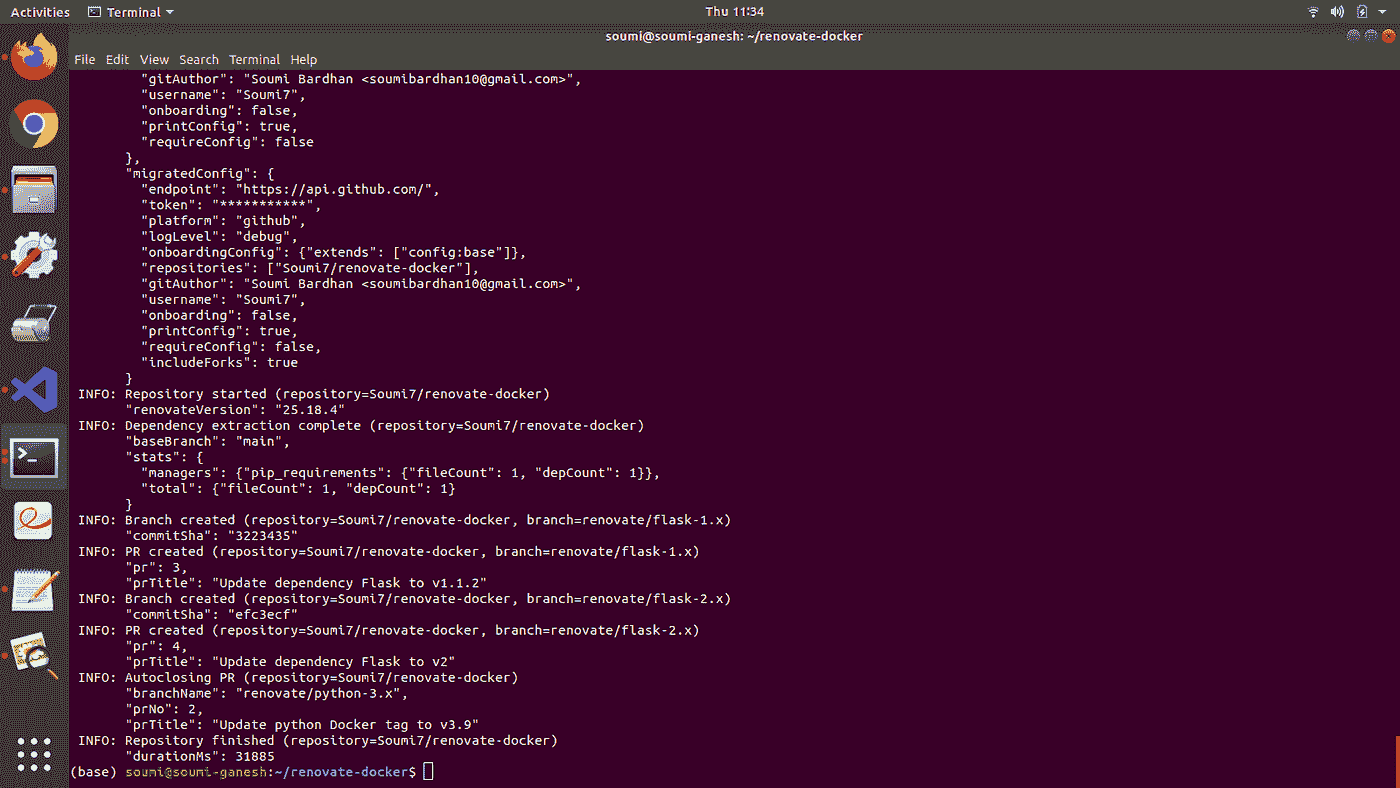 Activities Terminal Thu 11:34
soumi@soumi-ganesh: ~/renovate-docker
File Edit View Search Terminal Help
"gitAuthor": "Soumi Bardhan <soumibardhan10@gmail.com>",
"username": "Soumi7",
"onboarding": false,
"printConfig": true,
"requireConfig": false
},
"migratedConfig": {
"endpoint": "https://api.github.com/",
"token": "***********",
"platform": "github",
"logLevel": "debug",
"onboardingConfig": {"extends": ["config:base"]},
"repositories": ["Soumi7/renovate-docker"],
"gitAuthor": "Soumi Bardhan <soumibardhan10@gmail.com>",
"username": "Soumi7",
"onboarding": false,
"printConfig": true,
"requireConfig": false,
"includeForks": true
}
INFO: Repository started (repository=Soumi7/renovate-docker)
"renovateVersion": "25.18.4"
INFO: Dependency extraction complete (repository=Soumi7/renovate-docker)
"baseBranch": "main",
"stats": {
"managers": {"pip_requirements": {"fileCount": 1, "depCount": 1}},
"total": {"fileCount": 1, "depCount": 1}
}
INFO: Branch created (repository=Soumi7/renovate-docker, branch=renovate/flask-1.x)
"commitSha": "3223435"
INFO: PR created (repository=Soumi7/renovate-docker, branch=renovate/flask-1.x)
"pr": 3,
"prTitle": "Update dependency Flask to v1.1.2"
INFO: Branch created (repository=Soumi7/renovate-docker, branch=renovate/flask-2.x)
"commitSha": "efc3ecf"
INFO: PR created (repository=Soumi7/renovate-docker, branch=renovate/flask-2.x)
"pr": 4,
"prTitle": "Update dependency Flask to v2"
INFO: Autoclosing PR (repository=Soumi7/renovate-docker)
"branchName": "renovate/python-3.x",
"prNo": 2,
"prTitle": "Update python Docker tag to v3.9"
INFO: Repository finished (repository=Soumi7/renovate-docker)
"durationMs": 31885
(base) soumi@soumi-ganesh:~/renovate-docker$